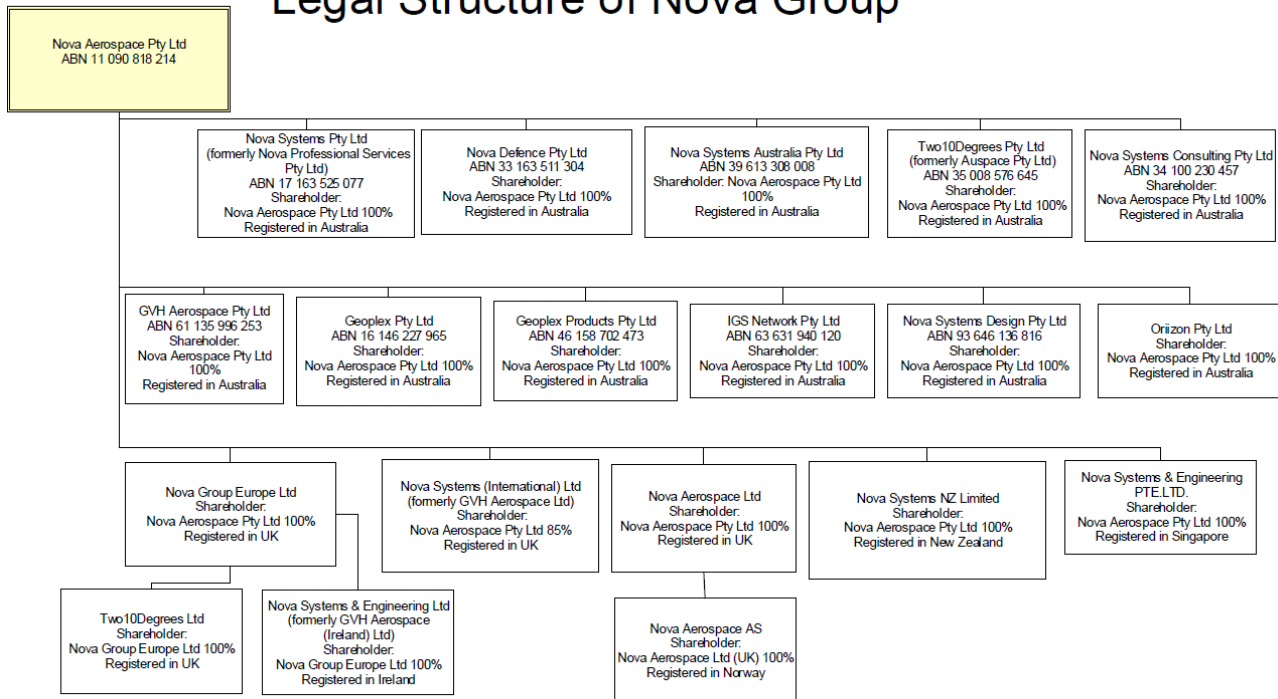 Legal Structure of Nova Group
Nova Aerospace Pty Ltd
ABN 11 090 818 214
Nova Systems Pty Ltd
(formerly Nova Professional Services
Pty Ltd)
ABN 17 163 525 077
Shareholder:
Nova Aerospace Pty Ltd 100%
Registered in Australia
Nova Defence Pty Ltd
ABN 33 163 511 304
Shareholder:
Nova Aerospace Pty Ltd 100%
Registered in Australia
Nova Systems Australia Pty Ltd
ABN 39 613 308 008
Shareholder: Nova Aerospace Pty Ltd
100%
Registered in Australia
Two10Degrees Pty Ltd
(formerly Auspace Pty Ltd)
ABN 35 008 576 645
Shareholder:
Nova Aerospace Pty Ltd 100%
Registered in Australia
Nova Systems Consulting Pty Ltd
ABN 34 100 230 457
Shareholder:
Nova Aerospace Pty Ltd 100%
Registered in Australia
GVH Aerospace Pty Ltd
ABN 61 135 996 253
Shareholder:
Nova Aerospace Pty Ltd
100%
Registered in Australia
Geoplex Pty Ltd
ABN 16 146 227 965
Shareholder:
Nova Aerospace Pty Ltd 100%
Registered in Australia
Geoplex Products Pty Ltd
ABN 46 158 702 473
Shareholder:
Nova Aerospace Pty Ltd 100%
Registered in Australia
IGS Network Pty Ltd
ABN 63 631 940 120
Shareholder:
Nova Aerospace Pty Ltd 100%
Registered in Australia
Nova Systems Design Pty Ltd
ABN 93 646 136 816
Shareholder:
Nova Aerospace Pty Ltd 100%
Registered in Australia
Oriizon Pty Ltd
Shareholder:
Nova Aerospace Pty Ltd 100%
Registered in Australia
Nova Group Europe Ltd
Shareholder:
Nova Aerospace Pty Ltd 100%
Registered in UK
Nova Systems (International) Ltd
(formerly GVH Aerospace Ltd)
Shareholder:
Nova Aerospace Pty Ltd 85%
Registered in UK
Nova Aerospace Ltd
Shareholder:
Nova Aerospace Pty Ltd 100%
Registered in UK
Nova Systems NZ Limited
Shareholder:
Nova Aerospace Pty Ltd 100%
Registered in New Zealand
Nova Systems & Engineering
PTE.LTD.
Shareholder:
Nova Aerospace Pty Ltd 100%
Registered in Singapore
Two10Degrees Ltd
Shareholder:
Nova Group Europe Ltd 100%
Registered in UK
Nova Systems & Engineering Ltd
(formerly GVH Aerospace
(Ireland) Ltd)
Shareholder:
Nova Group Europe Ltd 100%
Registered in Ireland
Nova Aerospace AS
Shareholder:
Nova Aerospace Ltd (UK) 100%
Registered in Norway